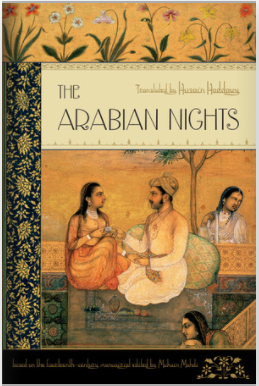 Translated by Husain Haddawy
THE
ARABIAN NIGHTS
based on the fourteenth-century manuscript edited by Muhsin Mahdi